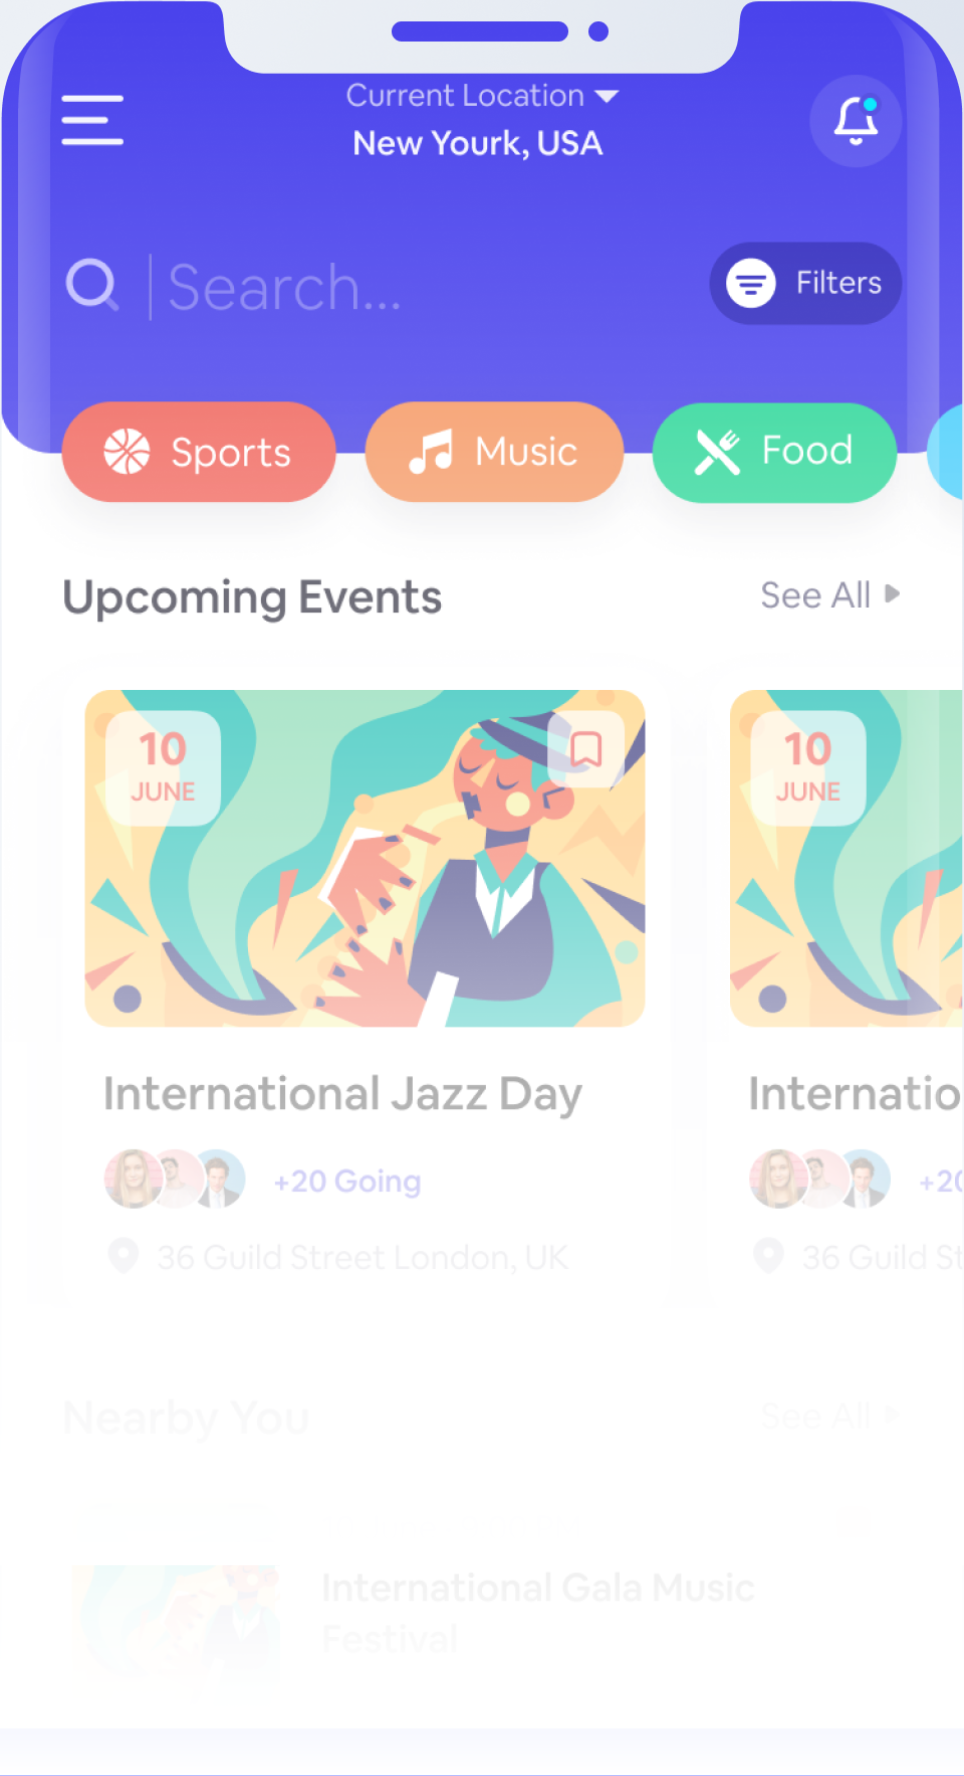 Current Location
New Yourk, USA
Search...
Filters
Sports
Music
Food
Upcoming Events
See All
10
JUNE
10
JUNE
International Jazz Day
Internatio
+20 Going
+20
36 Guild Street London, UK
36 Guild St
Nearby You
See All
International Gala Music
Festival